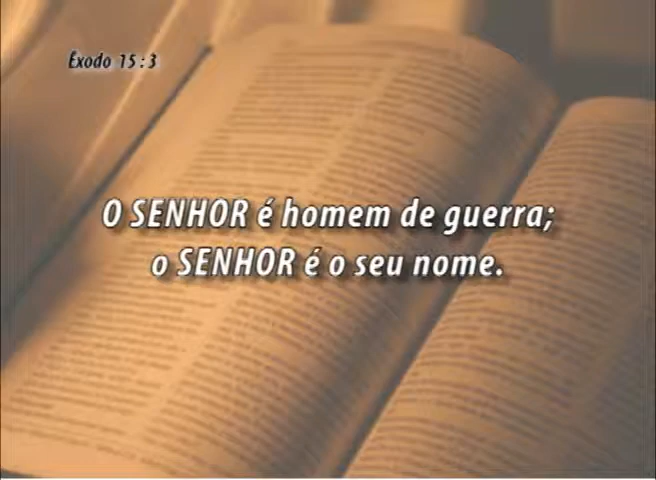 Êxodo 15:3
O SENHOR é homem de guerra;
o SENHOR é o seu nome.